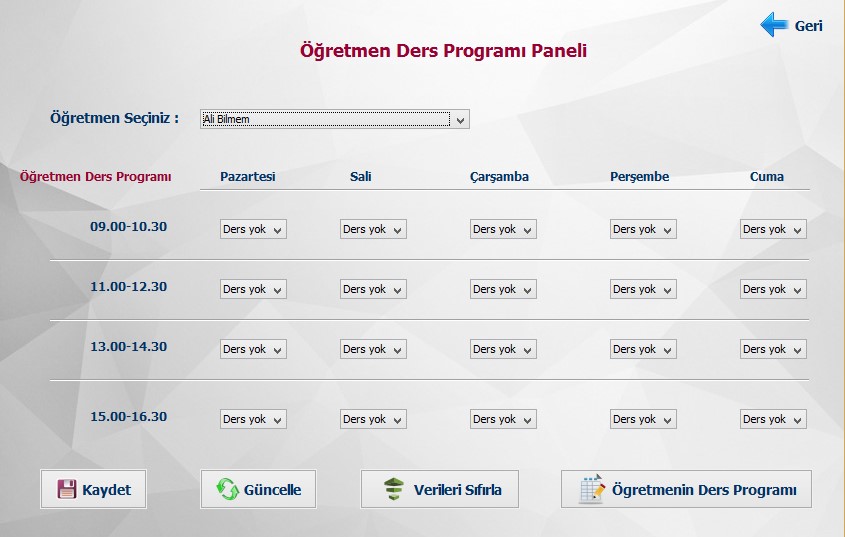 Geri
Öğretmen Ders Programı Paneli
Öğretmen Seçiniz : Ali Bilmem
Öğretmen Ders Programı Pazartesi Sali Çarşamba Perşembe Cuma
09.00-10.30 Ders yok Ders yok Ders yok Ders yok Ders yok
11.00-12.30 Ders yok Ders yok Ders yok Ders yok Ders yok
13.00-14.30 Ders yok Ders yok Ders yok Ders yok Ders yok
15.00-16.30 Ders yok Ders yok Ders yok Ders yok Ders yok
Kaydet Güncelle Verileri Sıfırla Ögretmenin Ders Programı